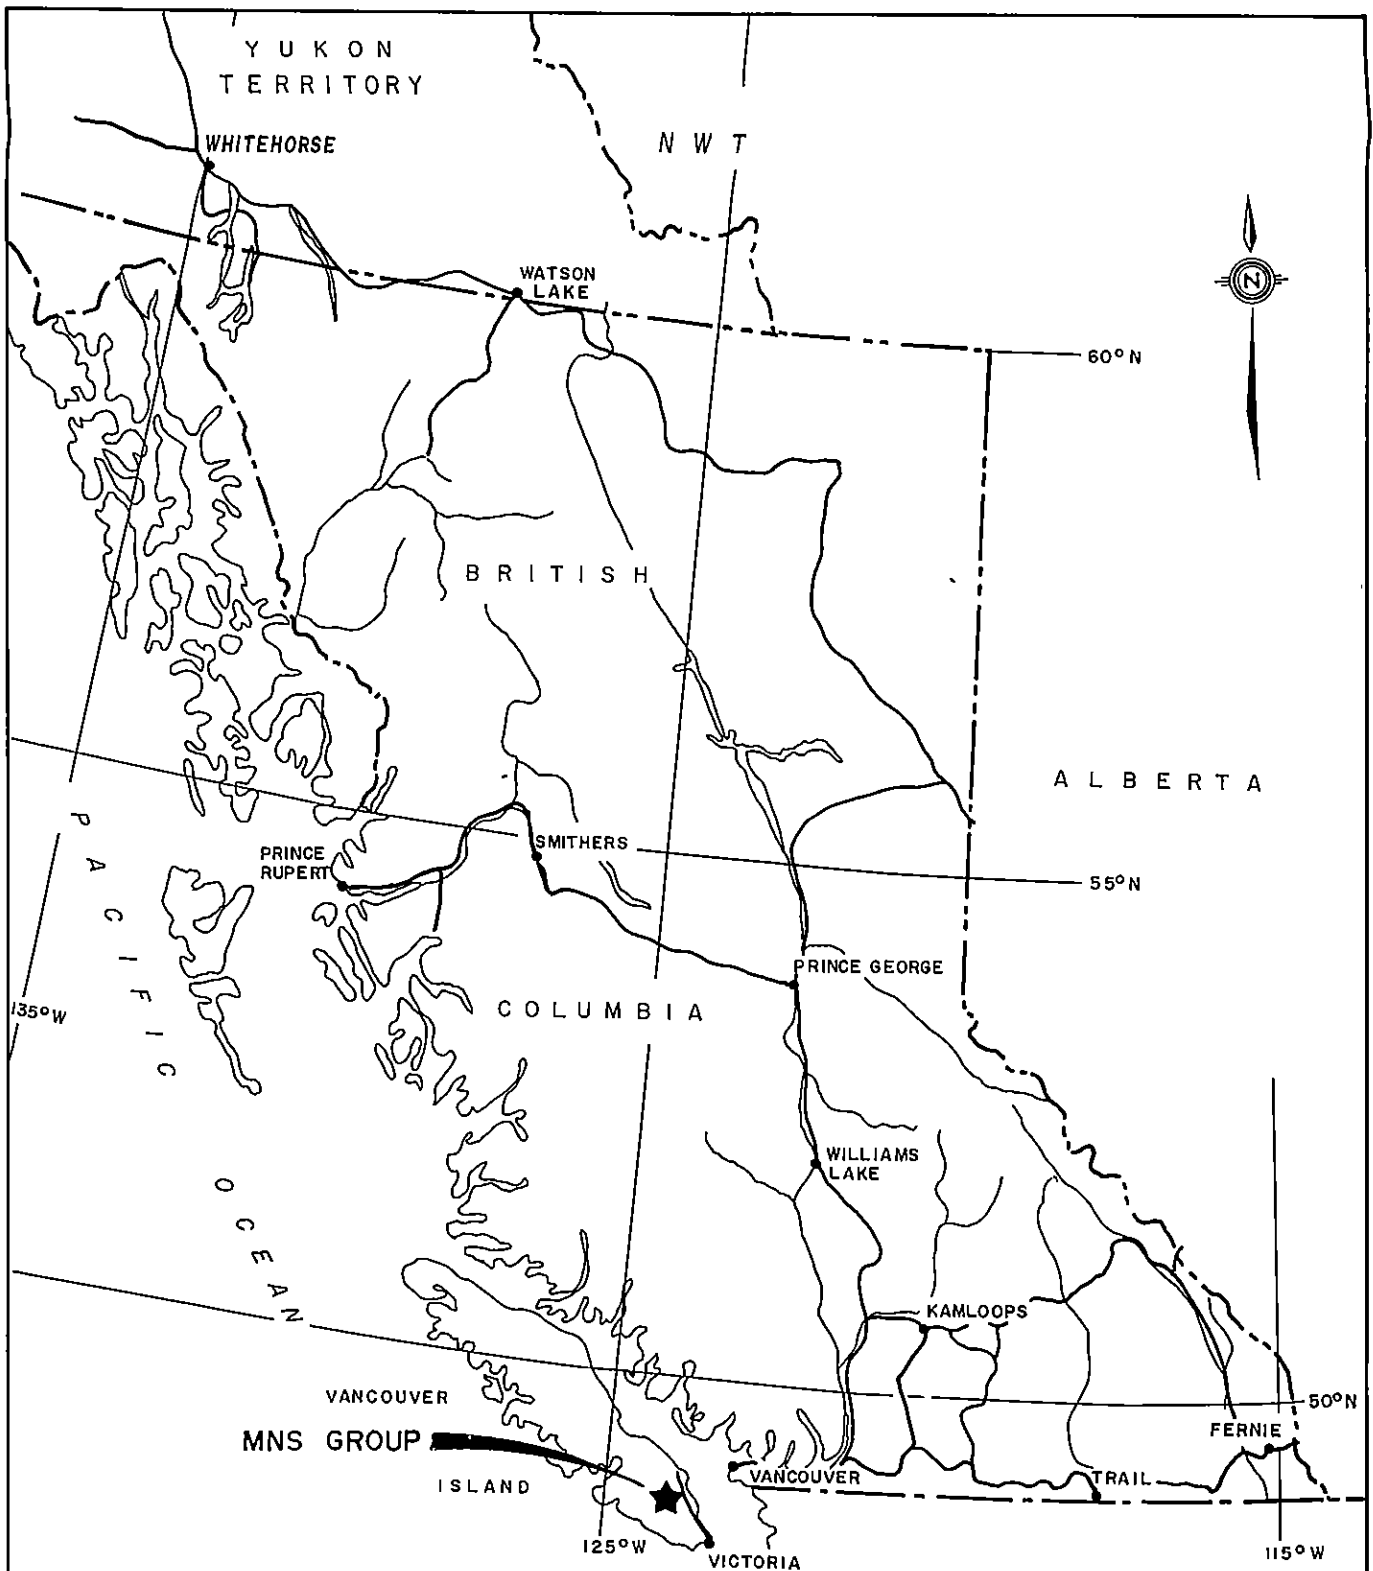 YUKON
TERRITORY
NWT
WHITEHORSE
N
WATSON
LAKE
60°N
BRITISH
ALBERTA
PACIFIC
SMITHERS
PRINCE
RUPERT
55°N
PRINCE GEORGE
COLUMBIA
135°W
WILLIAMS
LAKE
OCEAN
KAMLOOPS
VANCOUVER
50°N
FERNIE
MNS GROUP
ISLAND
VANCOUVER
TRAIL
125°W
VICTORIA
115°W